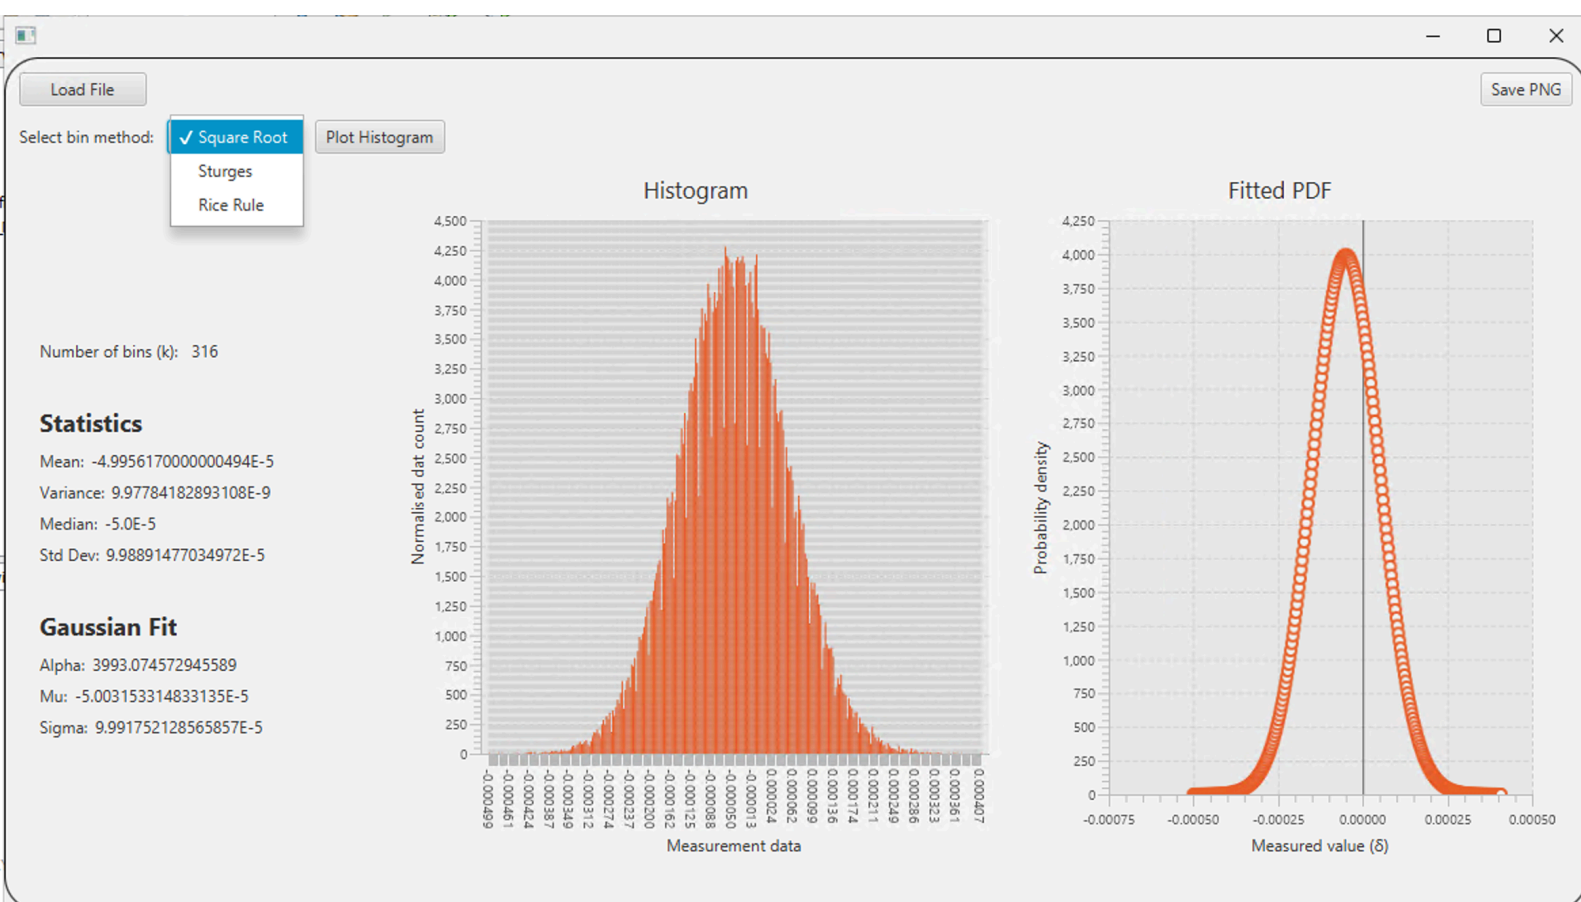 Load File
Save PNG
Select bin method:
✓ Square Root
Plot Histogram
Sturges
Rice Rule
Number of bins (k): 316
Statistics
Mean: -4.9956170000000494E-5
Variance: 9.97784182893108E-9
Median: -5.0E-5
Std Dev: 9.98891477034972E-5
Gaussian Fit
Alpha: 3993.074572945589
Mu: -5.003153314833135E-5
Sigma: 9.991752128565857E-5
Histogram
Normalised dat count
4,500
4,250
4,000
3,750
3,500
3,250
3,000
2,750
2,500
2,250
2,000
1,750
1,500
1,250
1,000
750
500
250
0
-0.000499
-0.000461
-0.000424
-0.000387
-0.000349
-0.000312
-0.000274
-0.000237
-0.000200
-0.000162
-0.000125
-0.000088
-0.000050
-0.000013
0.000024
0.000062
0.000099
0.000136
0.000174
0.000211
0.000249
0.000286
0.000323
0.000361
0.000407
Measurement data
Fitted PDF
Probability density
4,250
4,000
3,750
3,500
3,250
3,000
2,750
2,500
2,250
2,000
1,750
1,500
1,250
1,000
750
500
250
0
-0.00075
-0.00050
-0.00025
0.00000
0.00025
0.00050
Measured value (δ)